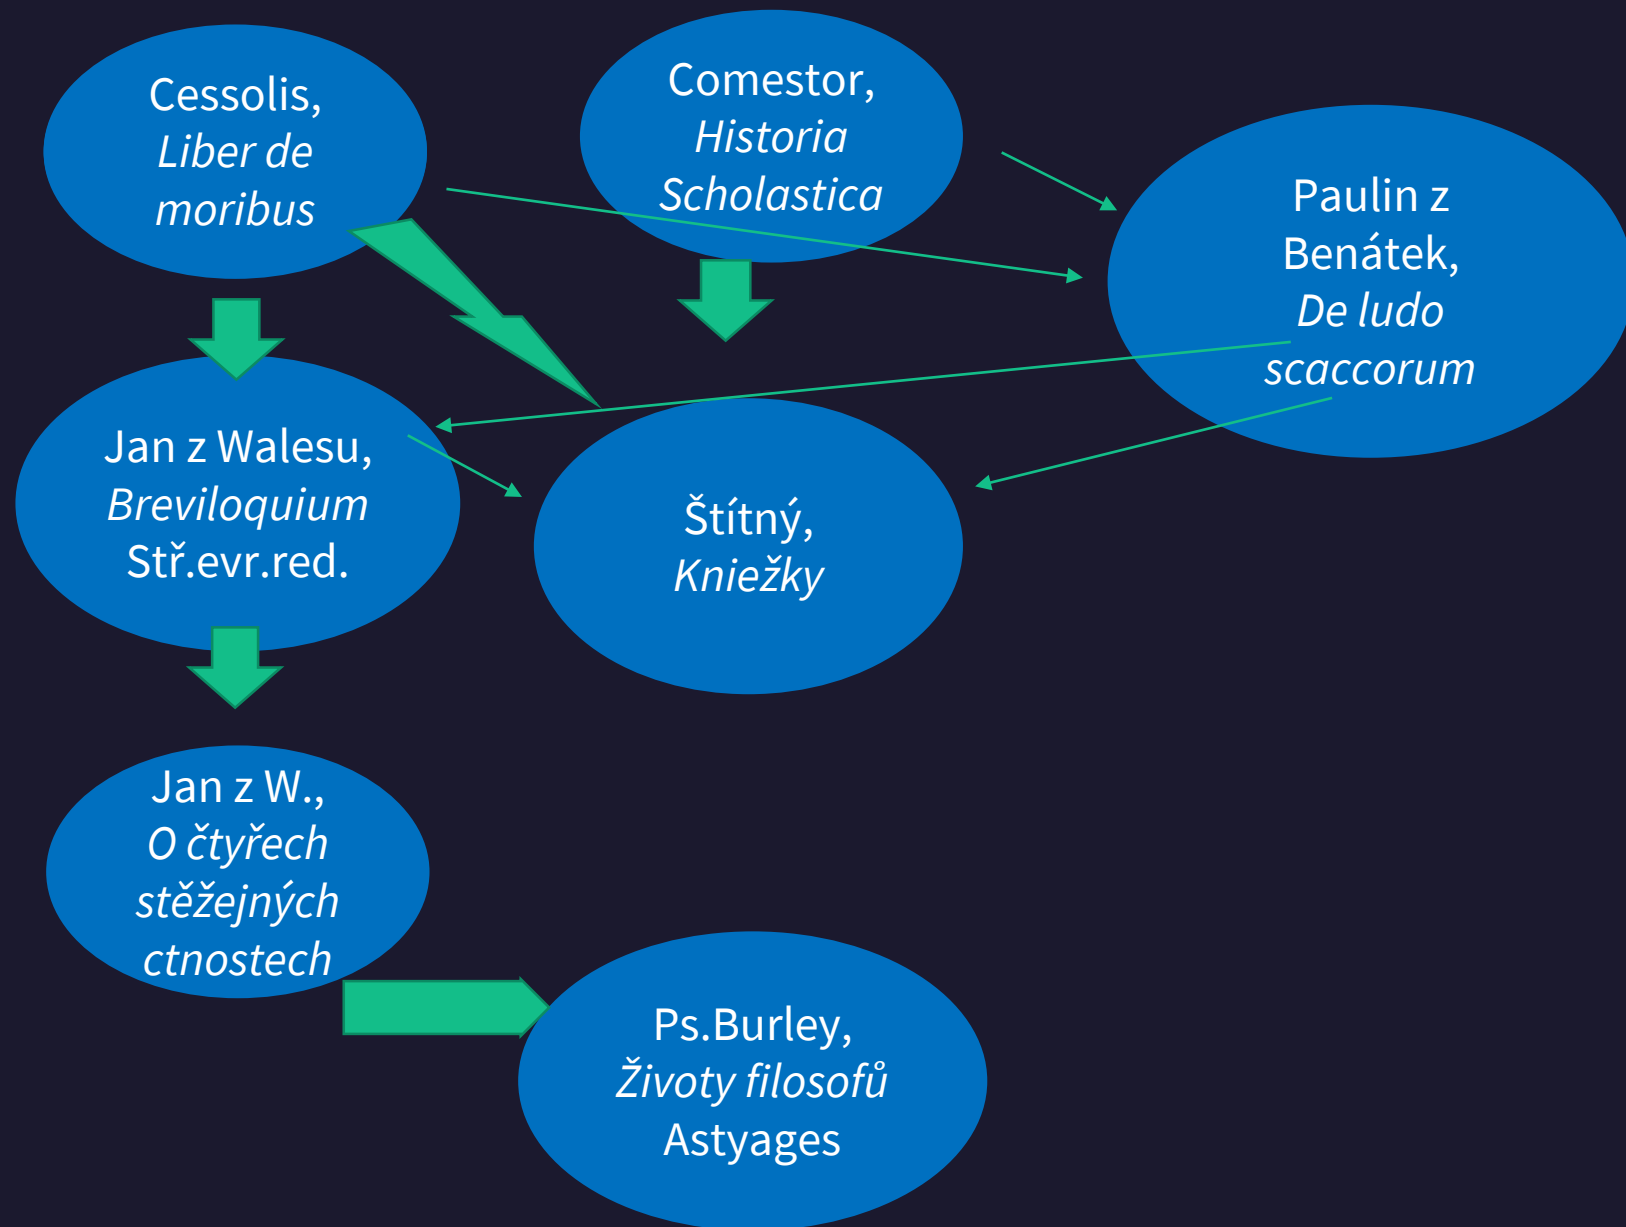 Cessolis,
Liber de
moribus
Comestor,
Historia
Scholastica
Paulin z
Benátek,
De ludo
scaccorum
Jan z Walesu,
Breviloquium
Stř.evr.red.
Štítný,
Kniežky
Jan z W.,
O čtyřech
stěžejných
ctnostech
Ps.Burley,
Životy filosofů
Astyages